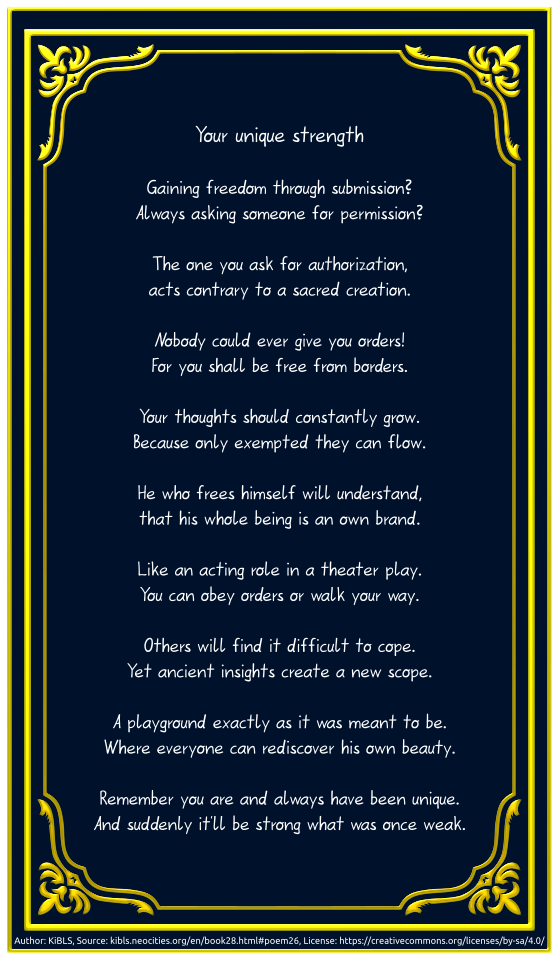 Your unique strength
Gaining freedom through submission?
Always asking someone for permission?
The one you ask for authorization,
acts contrary to a sacred creation.
Nobody could ever give you orders!
For you shall be free from borders.
Your thoughts should constantly grow.
Because only exempted they can flow.
He who frees himself will understand,
that his whole being is an own brand.
Like an acting role in a theater play.
You can obey orders or walk your way.
Others will find it difficult to cope.
Yet ancient insights create a new scope.
A playground exactly as it was meant to be.
Where everyone can rediscover his own beauty.
Remember you are and always have been unique.
And suddenly it'll be strong what was once weak.
Author: KiBLS, Source: kibls.neocities.org/en/book28.html#poem26, License: https://creativecommons.org/licenses/by-sa/4.0/